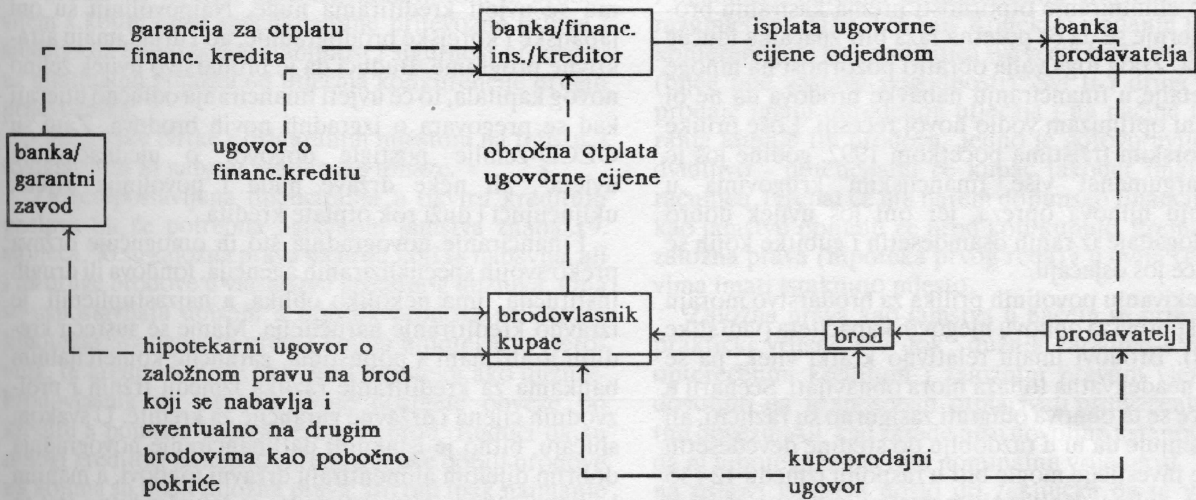 garancija za otplatu
financ. kredita
banka/financ.
ins./kreditor
isplata ugovorne
cijene odjednom
banka
prodavatelja
banka/
garantni
zavod
ugovor o
financ.kreditu
obročna otplata
ugovorne cijene
brodovlasnik
kupac
brod
prodavatelj
hipotekarni ugovor o
založnom pravu na brod
koji se nabavlja i
eventualno na drugim
brodovima kao pobočno
pokriće
kupoprodajni
ugovor